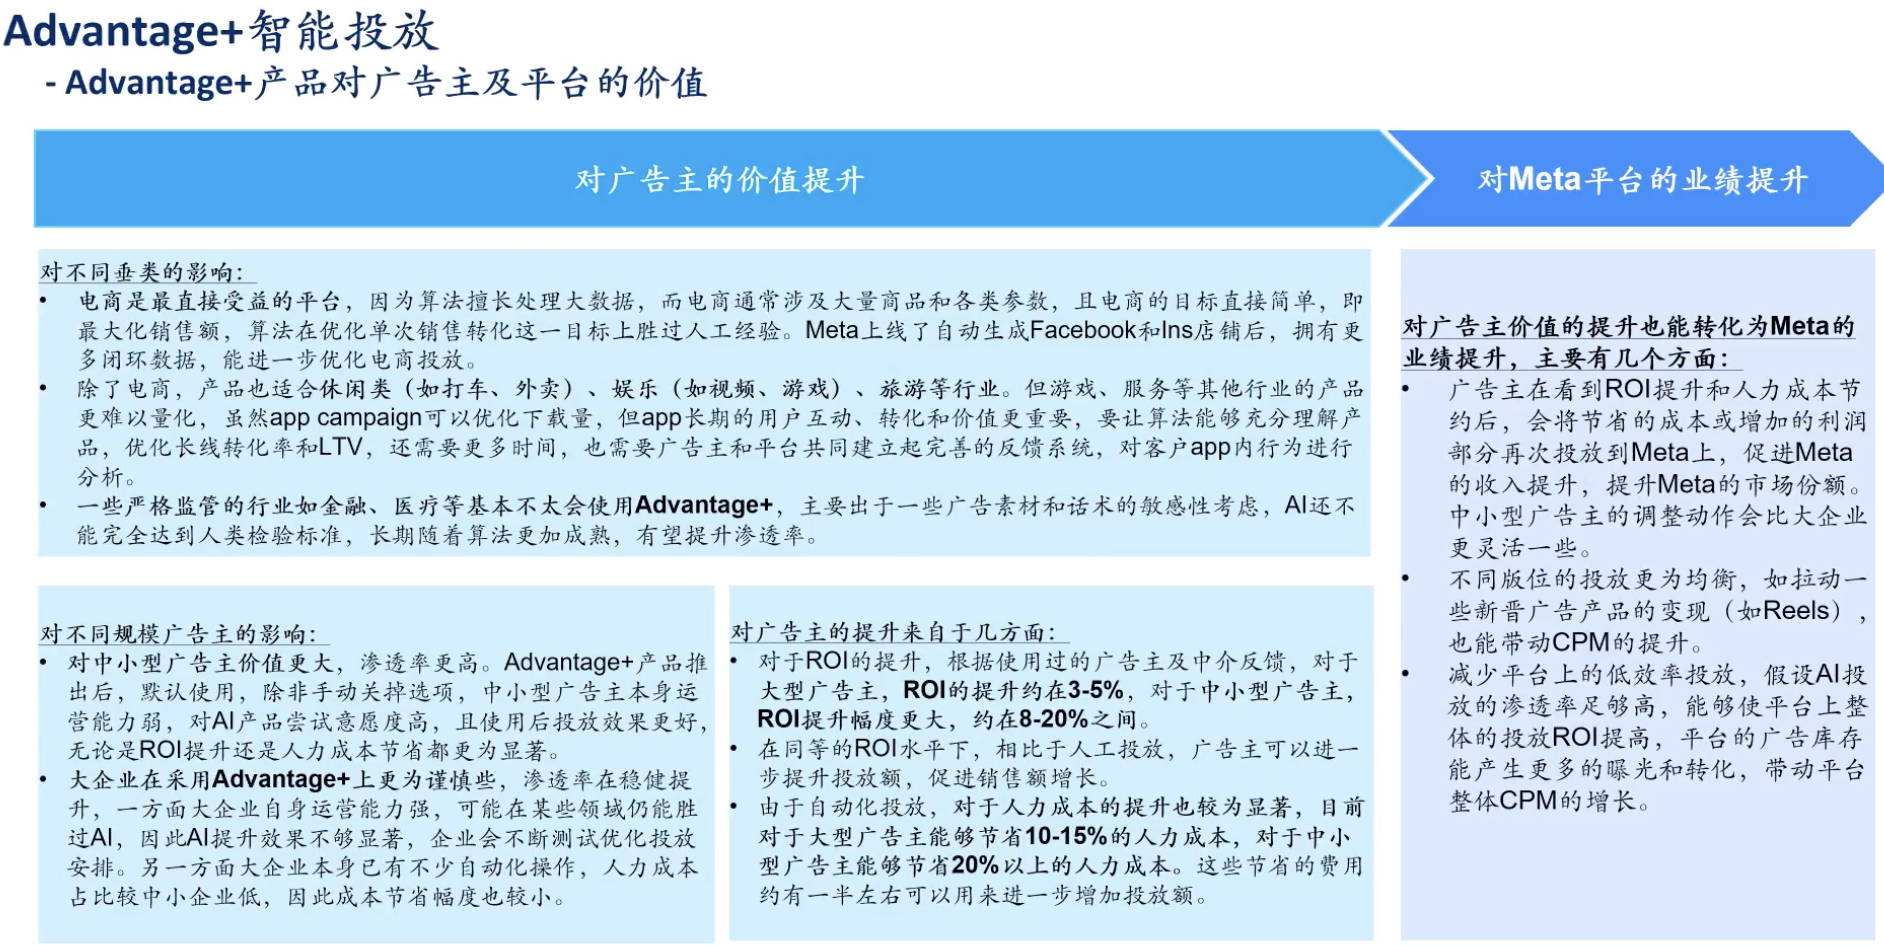 Advantage+智能投放
- Advantage+产品对广告主及平台的价值
对广告主的价值提升
对Meta平台的业绩提升
对不同垂类的影响：
• 电商是最直接受益的平台，因为算法擅长处理大数据，而电商通常涉及大量商品和各类参数，且电商的目标直接简单，即
最大化销售额，算法在优化单次销售转化这一目标上胜过人工经验。Meta上线了自动生成Facebook和Ins店铺后，拥有更
多闭环数据，能进一步优化电商投放。
• 除了电商，产品也适合休闲类（如打车、外卖）、娱乐（如视频、游戏）、旅游等行业。但游戏、服务等其他行业的产品
更难以量化，虽然app campaign可以优化下载量，但app长期的用户互动、转化和价值更重要，要让算法能够充分理解产
品，优化长线转化率和LTV，还需要更多时间，也需要广告主和平台共同建立起完善的反馈系统，对客户app内行为进行
分析。
• 一些严格监管的行业如金融、医疗等基本不太会使用Advantage+，主要出于一些广告素材和话术的敏感性考虑，AI还不
能完全达到人类检验标准，长期随着算法更加成熟，有望提升渗透率。
对不同规模广告主的影响：
• 对中小型广告主价值更大，渗透率更高。Advantage+产品推
出后，默认使用，除非手动关掉选项，中小型广告主本身运
营能力弱，对AI产品尝试意愿度高，且使用后投放效果更好，
无论是ROI提升还是人力成本节省都更为显著。
• 大企业在采用Advantage+上更为谨慎些，渗透率在稳健提
升，一方面大企业自身运营能力强，可能在某些领域仍能胜
过AI，因此AI提升效果不够显著，企业会不断测试优化投放
安排。另一方面大企业本身已有不少自动化操作，人力成本
占比较中小企业低，因此成本节省幅度也较小。
对广告主的提升来自于几方面：
• 对于ROI的提升，根据使用过的广告主及中介反馈，对于
大型广告主，ROI的提升约在3-5%，对于中小型广告主，
ROI提升幅度更大，约在8-20%之间。
• 在同等的ROI水平下，相比于人工投放，广告主可以进一
步提升投放额，促进销售额增长。
• 由于自动化投放，对于人力成本的提升也较为显著，目前
对于大型广告主能够节省10-15%的人力成本，对于中小
型广告主能够节省20%以上的人力成本。这些节省的费用
约有一半左右可以用来进一步增加投放额。
对广告主价值的提升也能转化为Meta的
业绩提升，主要有几个方面：
• 广告主在看到ROI提升和人力成本节
约后，会将节省的成本或增加的利润
部分再次投放到Meta上，促进Meta
的收入提升，提升Meta的市场份额。
中小型广告主的调整动作会比大企业
更灵活一些。
• 不同版位的投放更为均衡，如拉动一
些新晋广告产品的变现（如Reels），
也能带动CPM的提升。
• 减少平台上的低效率投放，假设AI投
放的渗透率足够高，能够使平台上整
体的投放ROI提高，平台的广告库存
能产生更多的曝光和转化，带动平台
整体CPM的增长。